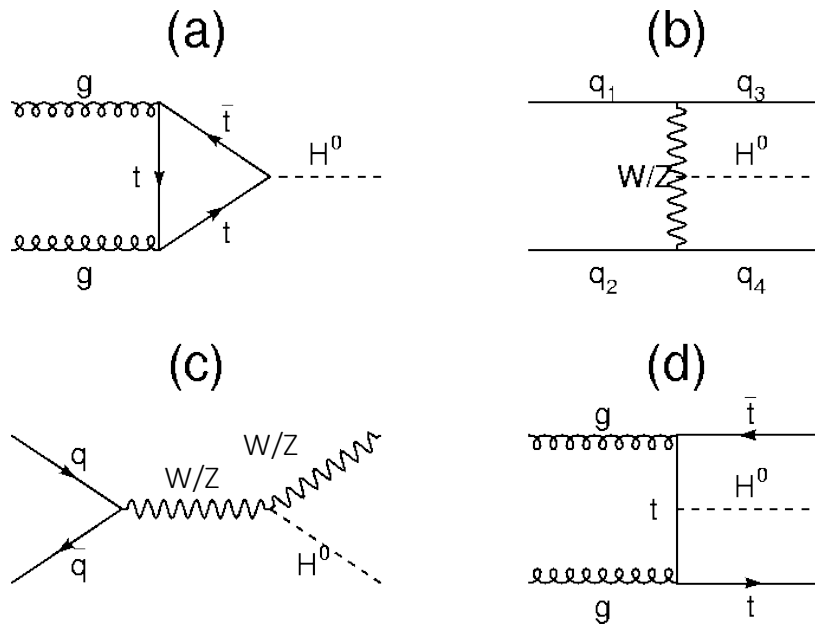 (a)
g
t̄
t
H⁰
t
g
(b)
q₁ q₃
W/Z H⁰
q₂ q₄
(c)
q
W/Z
W/Z
q̄
H⁰
(d)
g
t̄
t
H⁰
g
t